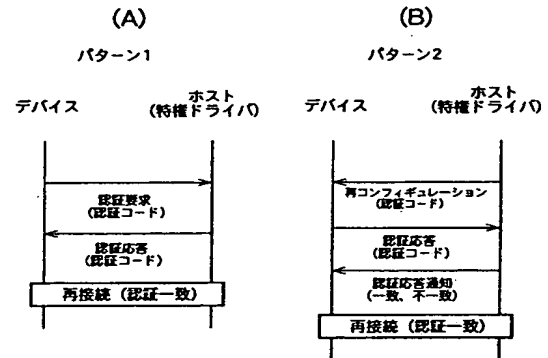 (A)
パターン1
デバイス
ホスト
(特権ドライバ)
認証要求
(認証コード)
認証応答
(認証コード)
再接続 (認証一致)
(B)
パターン2
デバイス
ホスト
(特権ドライバ)
再コンフィギュレーション
(認証コード)
認証応答
(認証コード)
認証応答通知
(一致、不一致)
再接続 (認証一致)